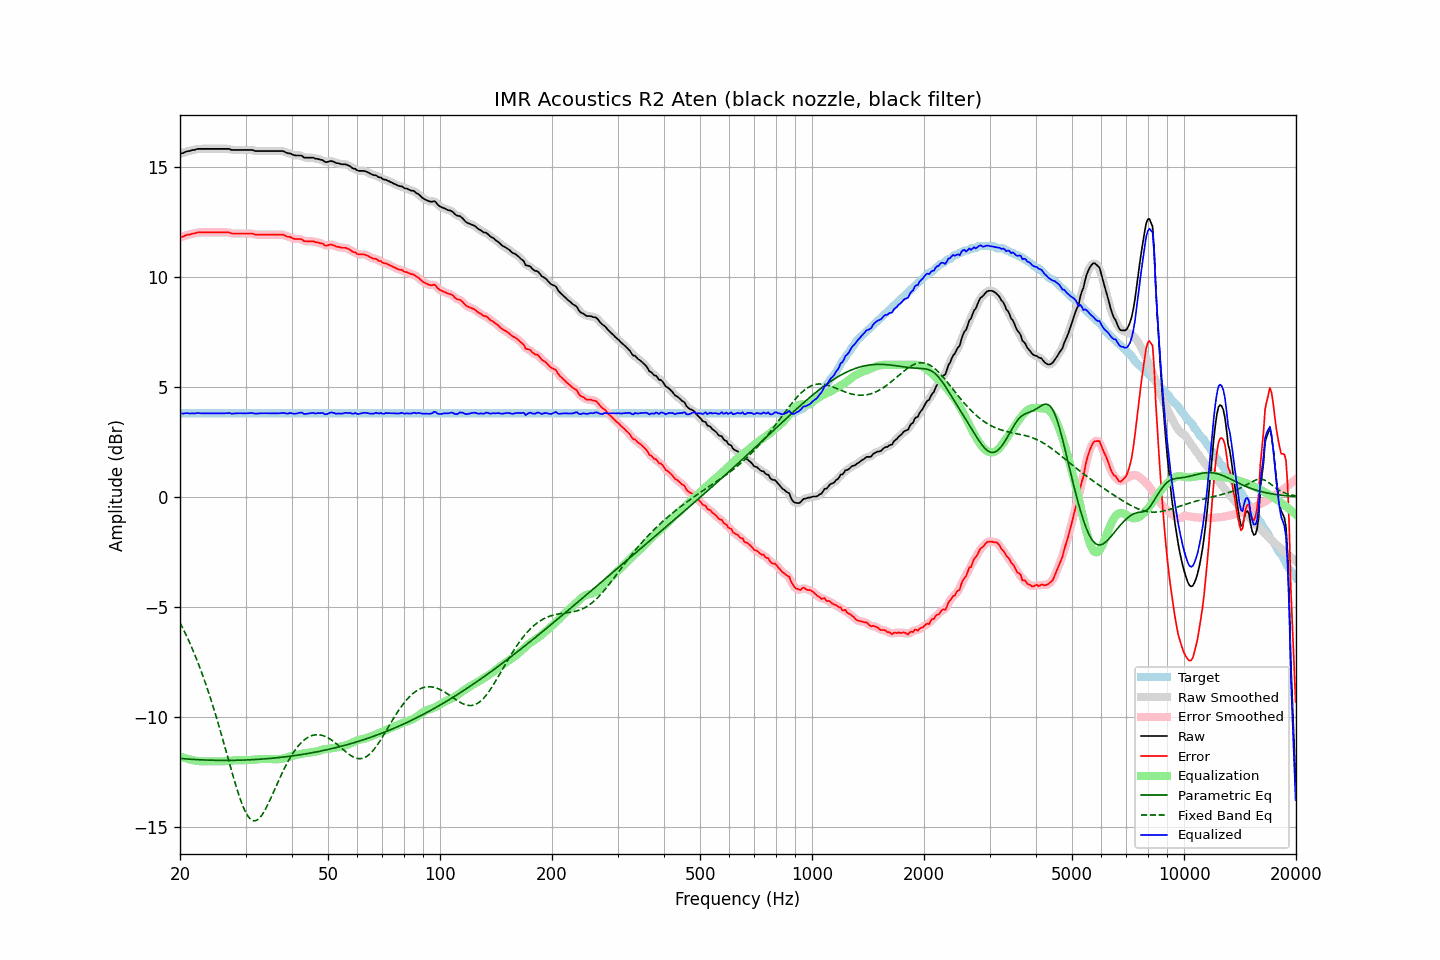 IMR Acoustics R2 Aten (black nozzle, black filter)
Amplitude (dBr)
15
10
5
0
−5
−10
−15
20
50
100
200
500
1000
2000
5000
10000
20000
Frequency (Hz)
Target
Raw Smoothed
Error Smoothed
Raw
Error
Equalization
Parametric Eq
Fixed Band Eq
Equalized